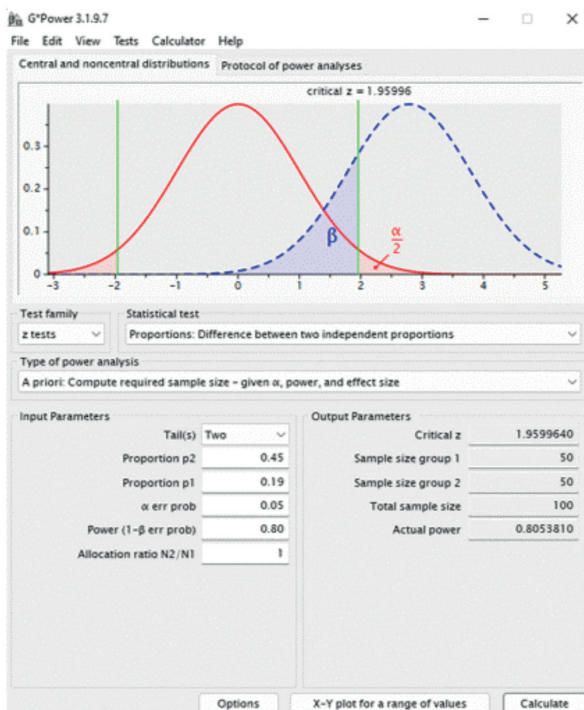 G*Power 3.1.9.7
File Edit View Tests Calculator Help
Central and noncentral distributions Protocol of power analyses
critical z = 1.95996
0.3
0.2
0.1
0
β
α
2
-3 -2 -1 0 1 2 3 4 5
Test family Statistical test
z tests Proportions: Difference between two independent proportions
Type of power analysis
A priori: Compute required sample size - given α, power, and effect size
Input Parameters Output Parameters
Tail(s) Two Critical z 1.9599640
Proportion p2 0.45 Sample size group 1 50
Proportion p1 0.19 Sample size group 2 50
α err prob 0.05 Total sample size 100
Power (1-β err prob) 0.80 Actual power 0.8053810
Allocation ratio N2/N1 1
Options X-Y plot for a range of values Calculate